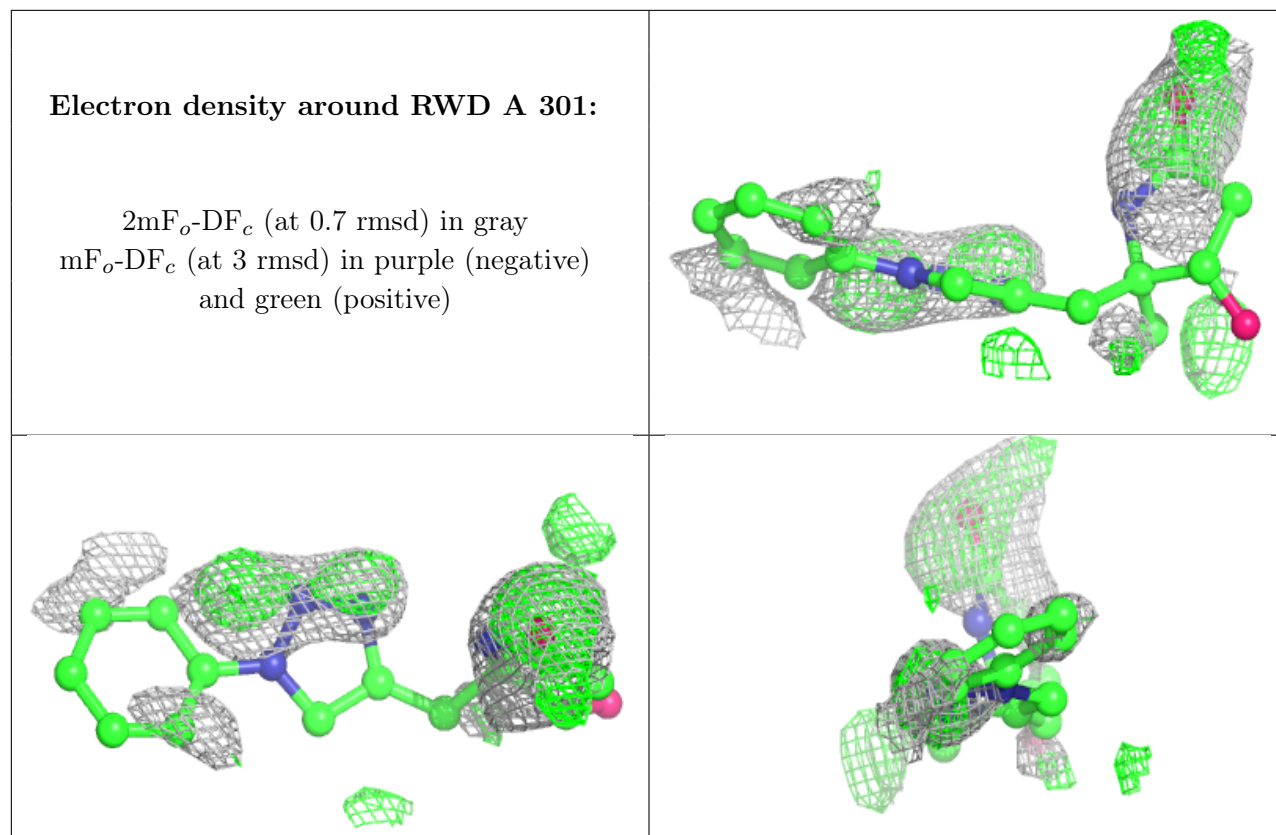 Electron density around RWD A 301:
2mFo-DFc (at 0.7 rmsd) in gray
mFo-DFc (at 3 rmsd) in purple (negative)
and green (positive)